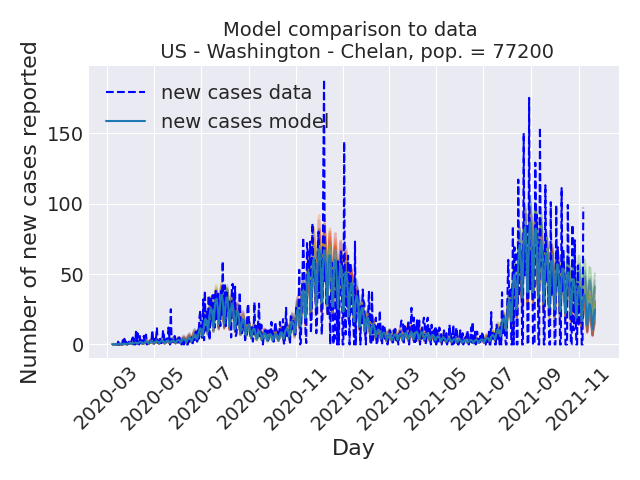 Model comparison to data
US - Washington - Chelan, pop. = 77200
Number of new cases reported
new cases data
new cases model
150
100
50
0
2020-03
2020-05
2020-07
2020-09
2020-11
2021-01
2021-03
2021-05
2021-07
2021-09
2021-11
Day